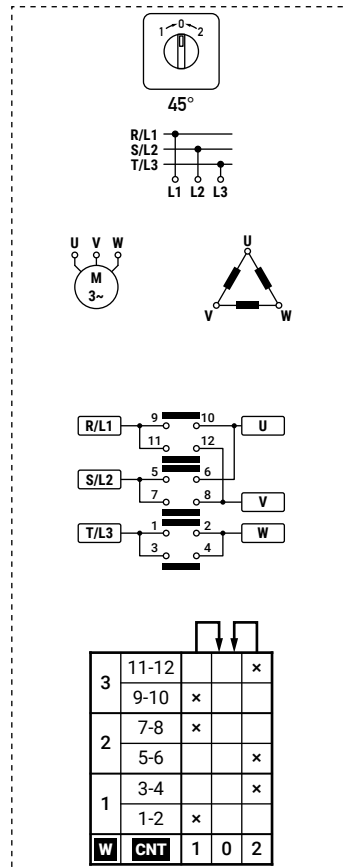 1 0 2
45°
R/L1
S/L2
T/L3
L1 L2 L3
U V W
M
3~
U
V W
R/L1 9 10 U
11 12
S/L2 5 6
7 8 V
T/L3 1 2 W
3 4
3 11-12 ×
9-10 ×
2 7-8 ×
5-6 ×
1 3-4 ×
1-2 ×
W CNT 1 0 2